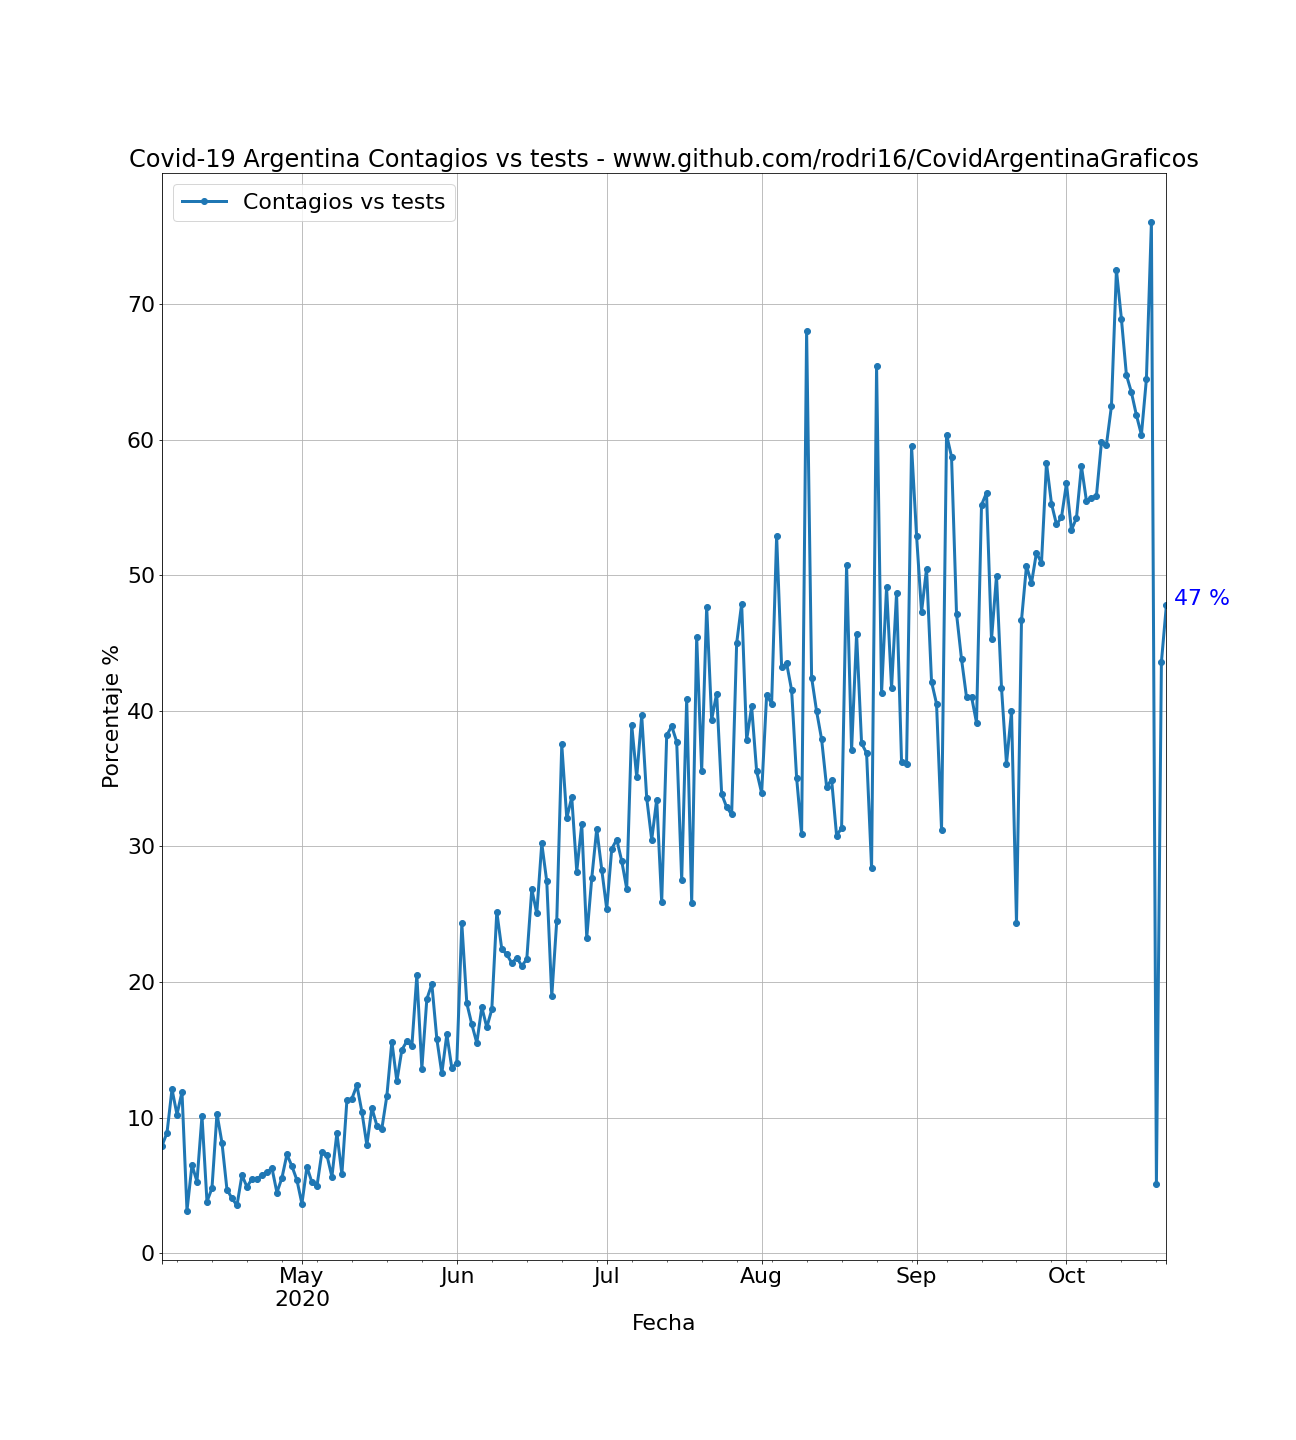 Covid-19 Argentina Contagios vs tests - www.github.com/rodri16/CovidArgentinaGraficos
Contagios vs tests
70
60
50
47 %
40
30
20
10
0
Porcentaje %
May Jun Jul Aug Sep Oct
2020
Fecha